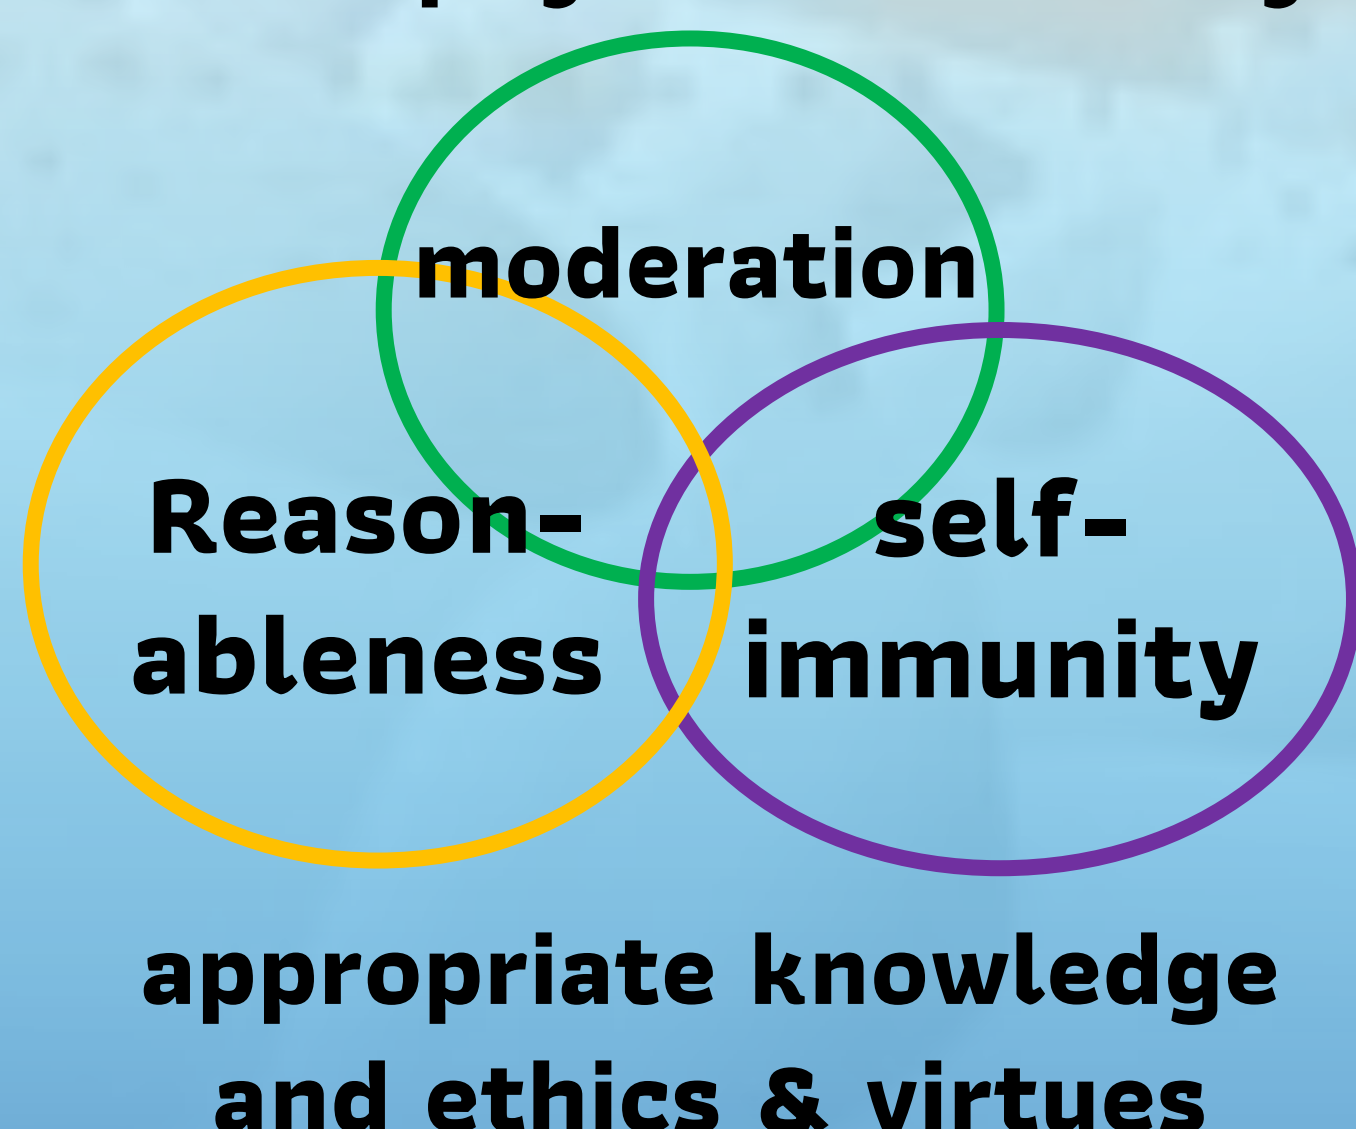 moderation
Reason-
ableness
self-
immunity
appropriate knowledge
and ethics & virtues